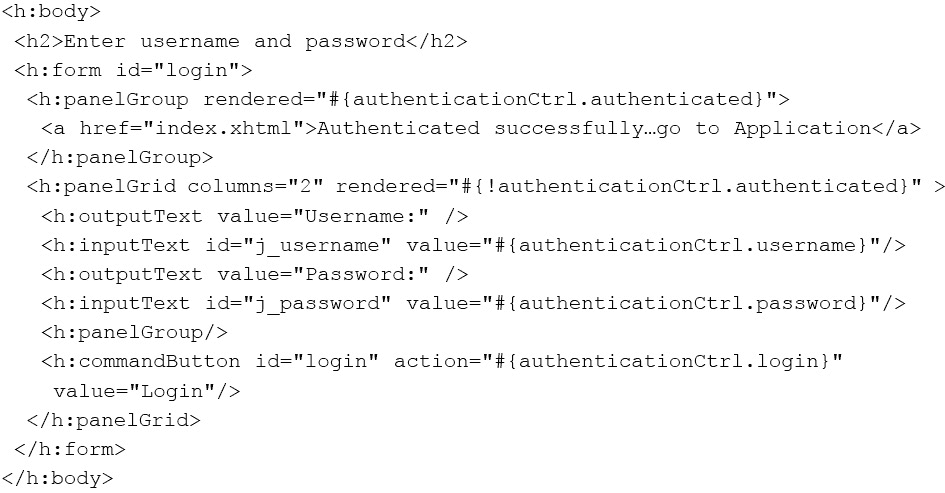 <h:body>
<h2>Enter username and password</h2>
<h:form id="login">
<h:panelGroup rendered="#{authenticationCtrl.authenticated}">
<a href="index.xhtml">Authenticated successfully…go to Application</a>
</h:panelGroup>
<h:panelGrid columns="2" rendered="#{!authenticationCtrl.authenticated}" >
<h:outputText value="Username:" />
<h:inputText id="j_username" value="#{authenticationCtrl.username}"/>
<h:outputText value="Password:" />
<h:inputText id="j_password" value="#{authenticationCtrl.password}"/>
<h:panelGroup/>
<h:commandButton id="login" action="#{authenticationCtrl.login}"
value="Login"/>
</h:panelGrid>
</h:form>
</h:body>